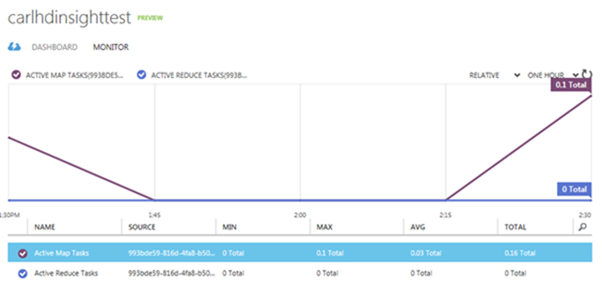 carlhdinsighttest PREVIEW
DASHBOARD MONITOR
ACTIVE MAP TASKS(9938DE5... ACTIVE REDUCE TASKS(9938... RELATIVE ONE HOUR
0.1 Total
0 Total
1:30PM 1:45 2:00 2:15 2:30
NAME SOURCE MIN MAX AVG TOTAL
Active Map Tasks 993bde59-816d-4fa8-b50... 0 Total 0.1 Total 0.03 Total 0.16 Total
Active Reduce Tasks 993bde59-816d-4fa8-b50... 0 Total 0 Total 0 Total 0 Total